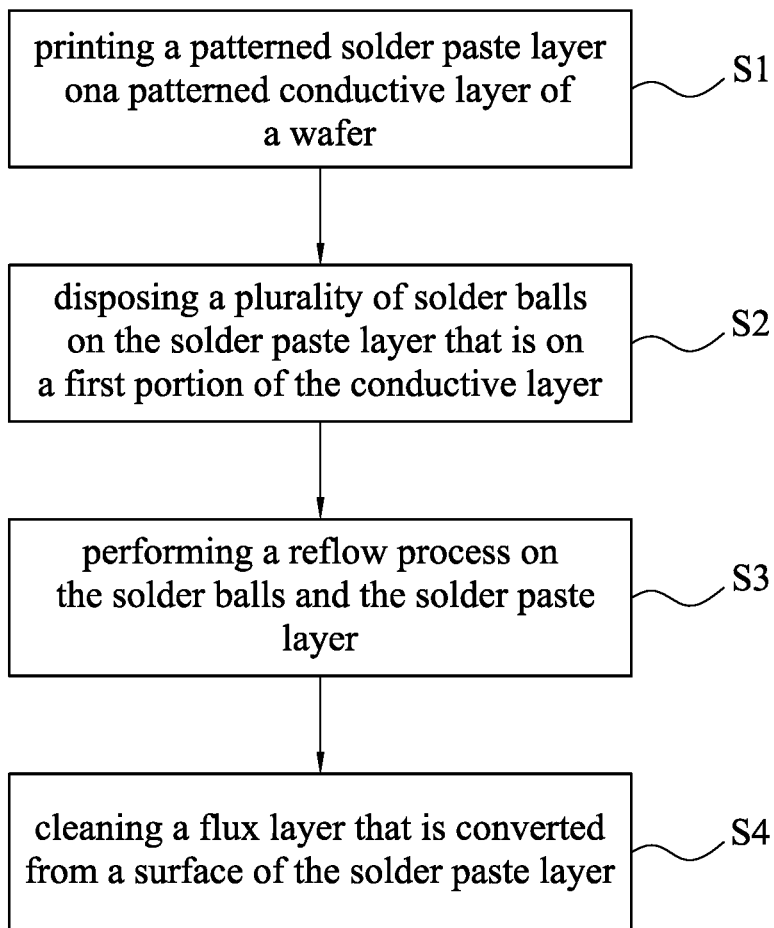 printing a patterned solder paste layer
ona patterned conductive layer of
a wafer
S1
disposing a plurality of solder balls
on the solder paste layer that is on
a first portion of the conductive layer
S2
performing a reflow process on
the solder balls and the solder paste
layer
S3
cleaning a flux layer that is converted
from a surface of the solder paste layer
S4